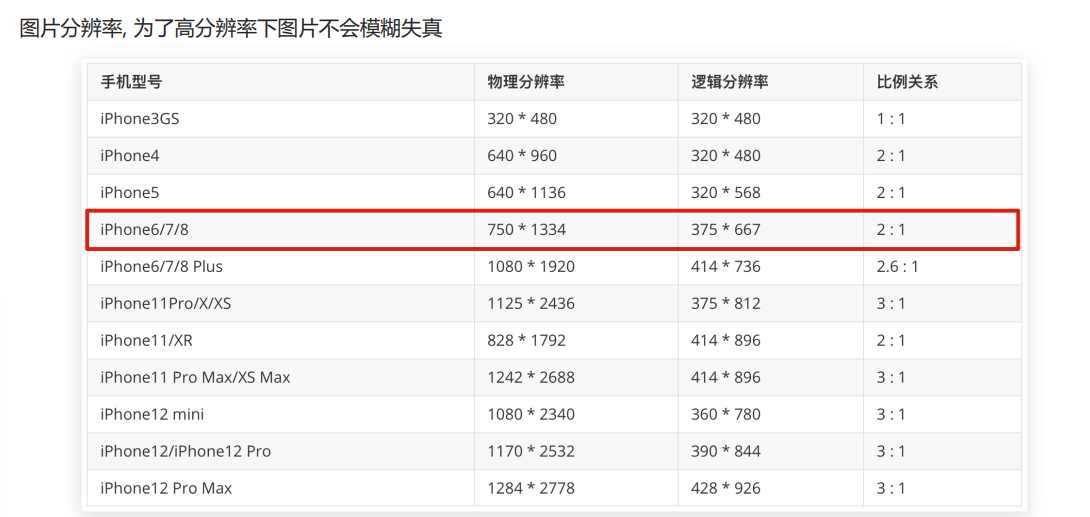 图片分辨率, 为了高分辨率下图片不会模糊失真
手机型号 物理分辨率 逻辑分辨率 比例关系
iPhone3GS 320 * 480 320 * 480 1 : 1
iPhone4 640 * 960 320 * 480 2 : 1
iPhone5 640 * 1136 320 * 568 2 : 1
iPhone6/7/8 750 * 1334 375 * 667 2 : 1
iPhone6/7/8 Plus 1080 * 1920 414 * 736 2.6 : 1
iPhone11Pro/X/XS 1125 * 2436 375 * 812 3 : 1
iPhone11/XR 828 * 1792 414 * 896 2 : 1
iPhone11 Pro Max/XS Max 1242 * 2688 414 * 896 3 : 1
iPhone12 mini 1080 * 2340 360 * 780 3 : 1
iPhone12/iPhone12 Pro 1170 * 2532 390 * 844 3 : 1
iPhone12 Pro Max 1284 * 2778 428 * 926 3 : 1